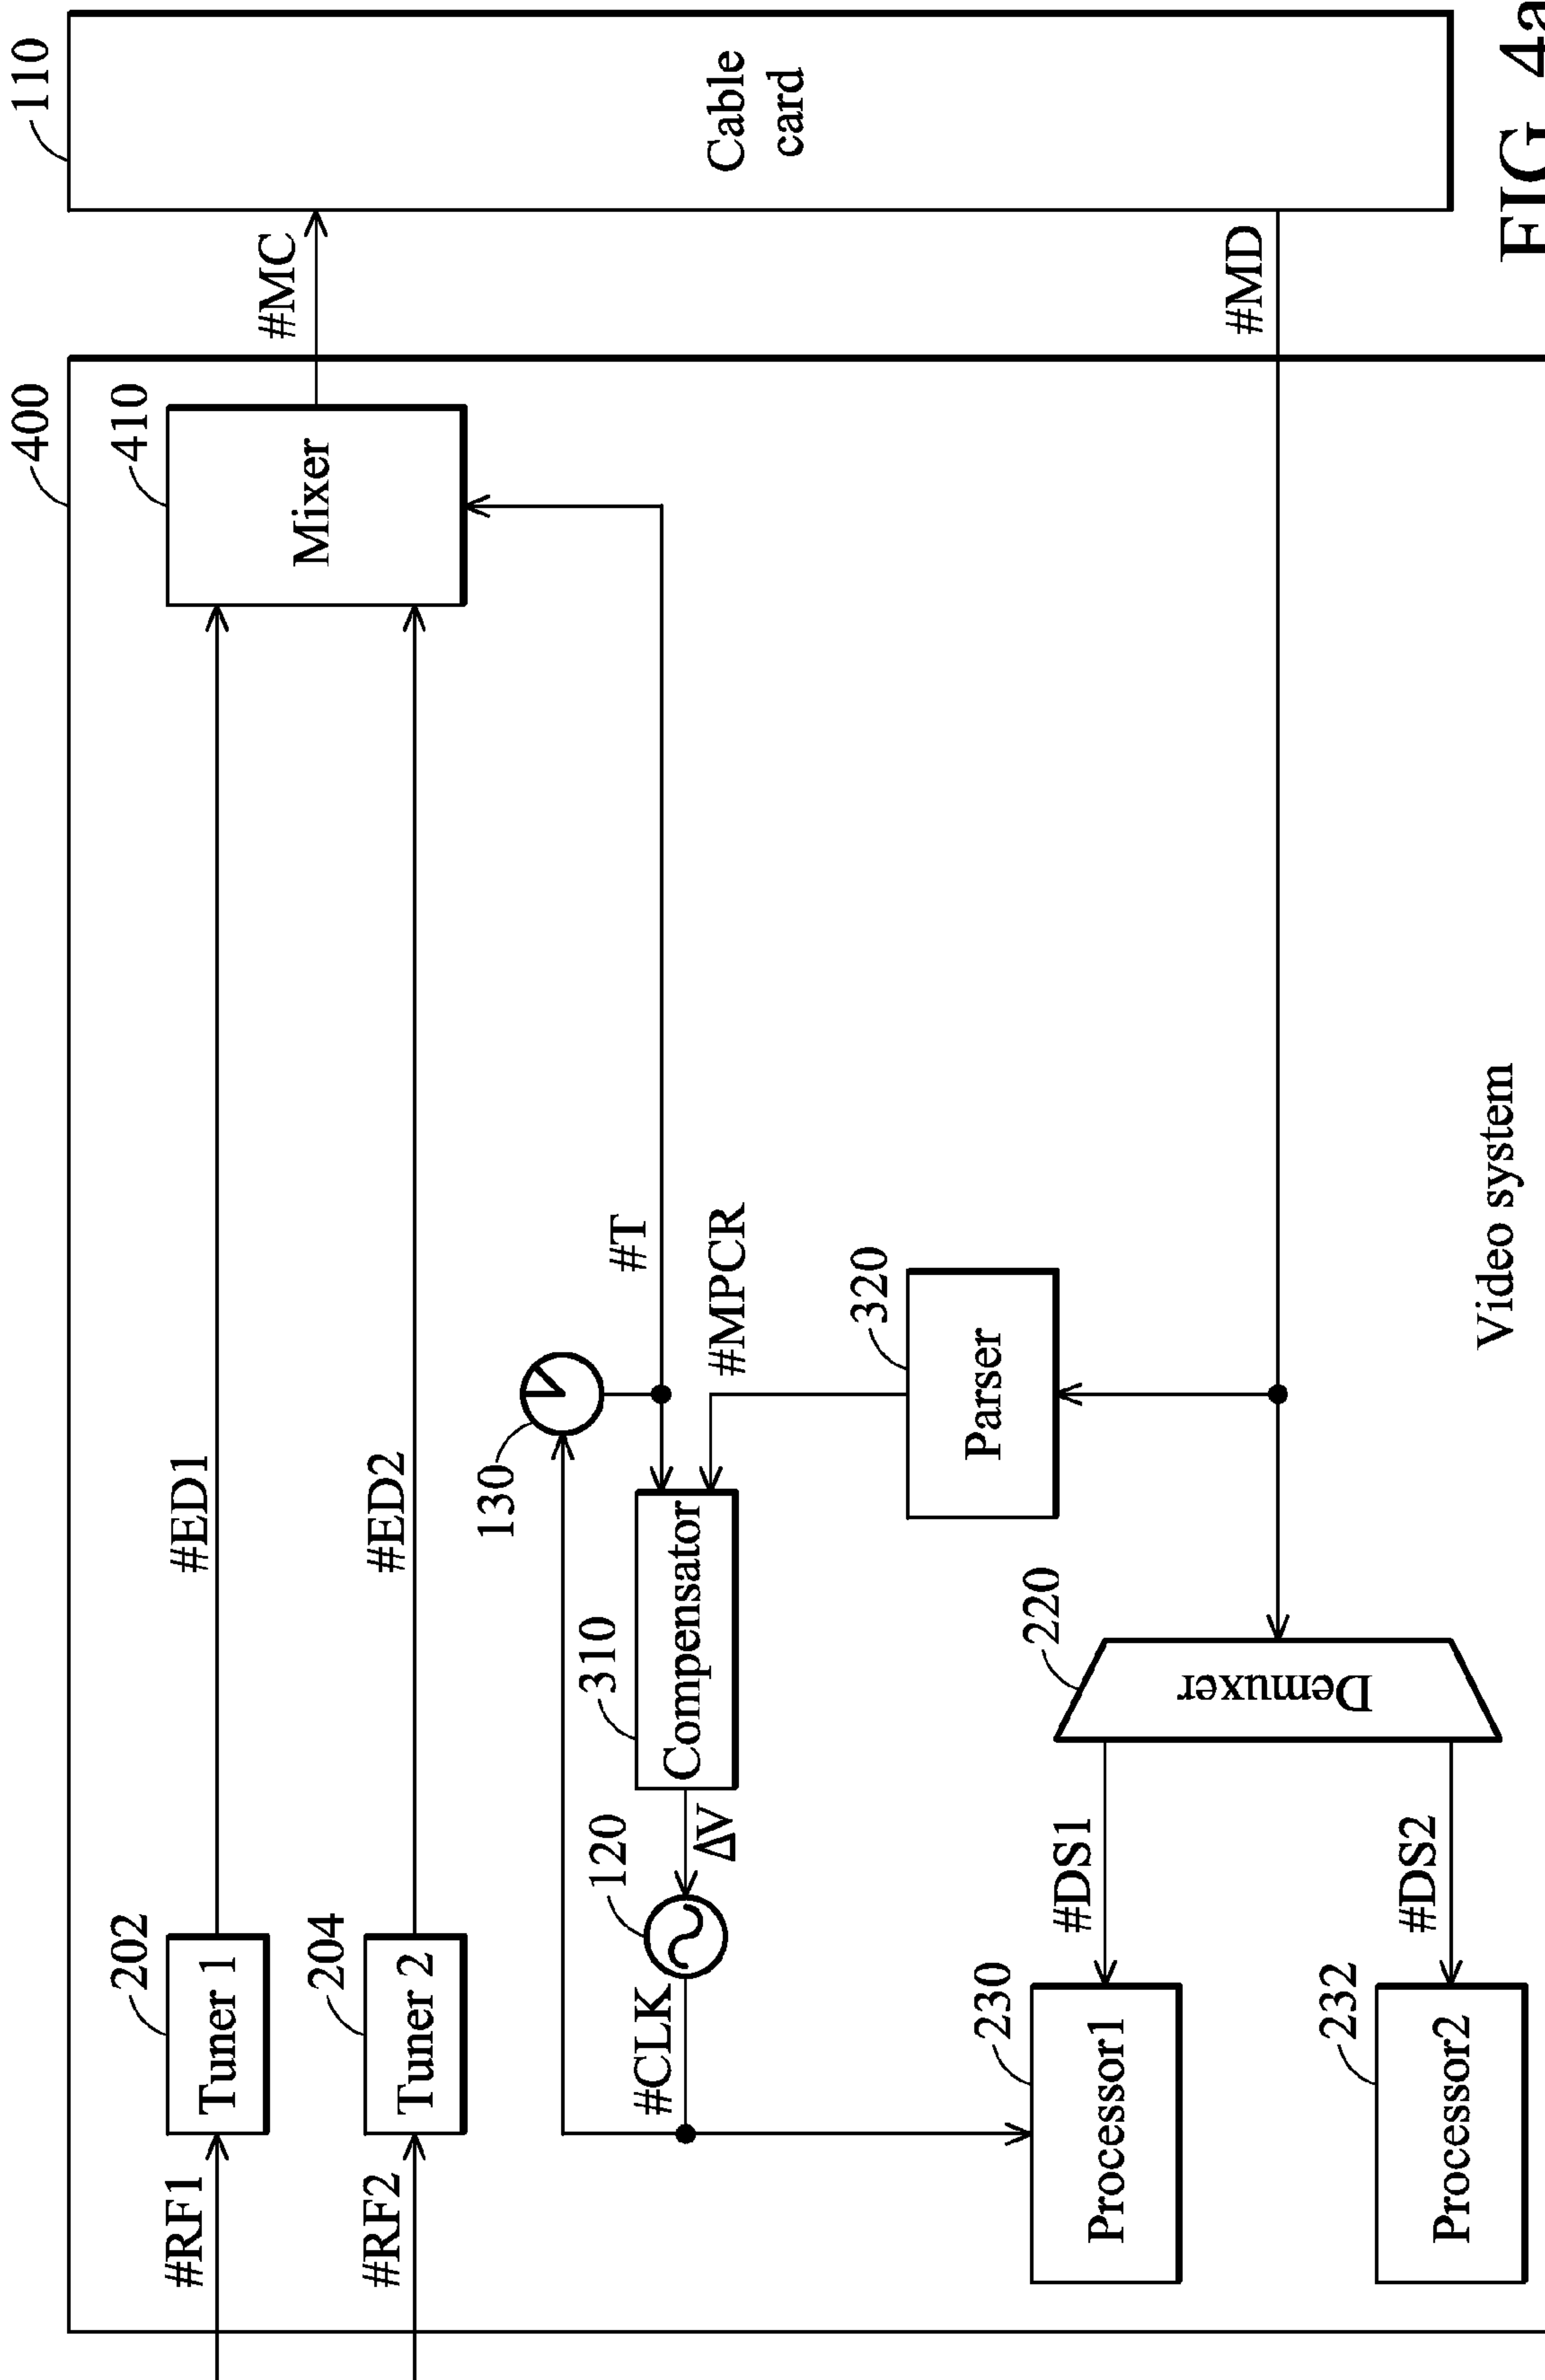 400
110
202
#RF1
Tuner 1
#ED1
410
Mixer
#MC
204
#RF2
Tuner 2
#ED2
130
#T
120
310
#CLK
ΔV
Compensator
#MPCR
Cable
card
320
Parser
230
Processor1
#DS1
220
Demuxer
#MD
232
Processor2
#DS2
Video system
FIG. 4a